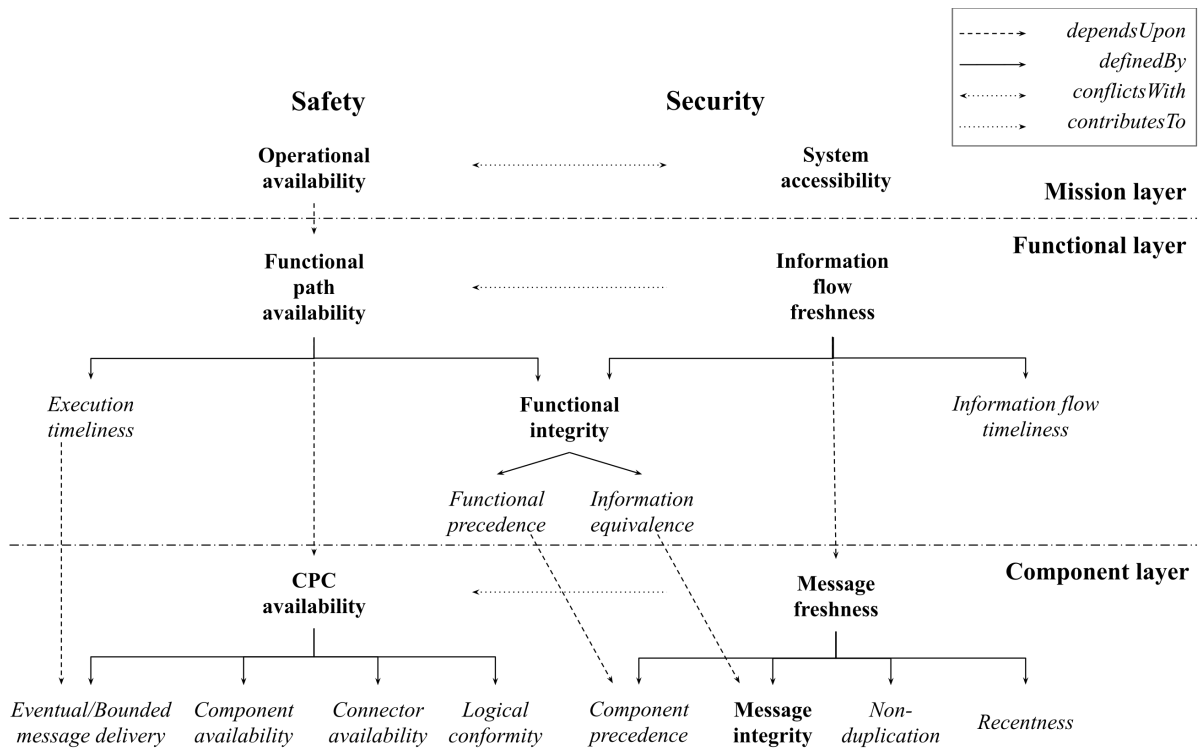 dependsUpon
definedBy
conflictsWith
contributesTo
Safety
Security
Operational
availability
System
accessibility
Mission layer
Functional layer
Functional
path
availability
Information
flow
freshness
Execution
timeliness
Functional
integrity
Information flow
timeliness
Functional
precedence
Information
equivalence
Component layer
CPC
availability
Message
freshness
Eventual/Bounded
message delivery
Component
availability
Connector
availability
Logical
conformity
Component
precedence
Message
integrity
Non-
duplication
Recentness